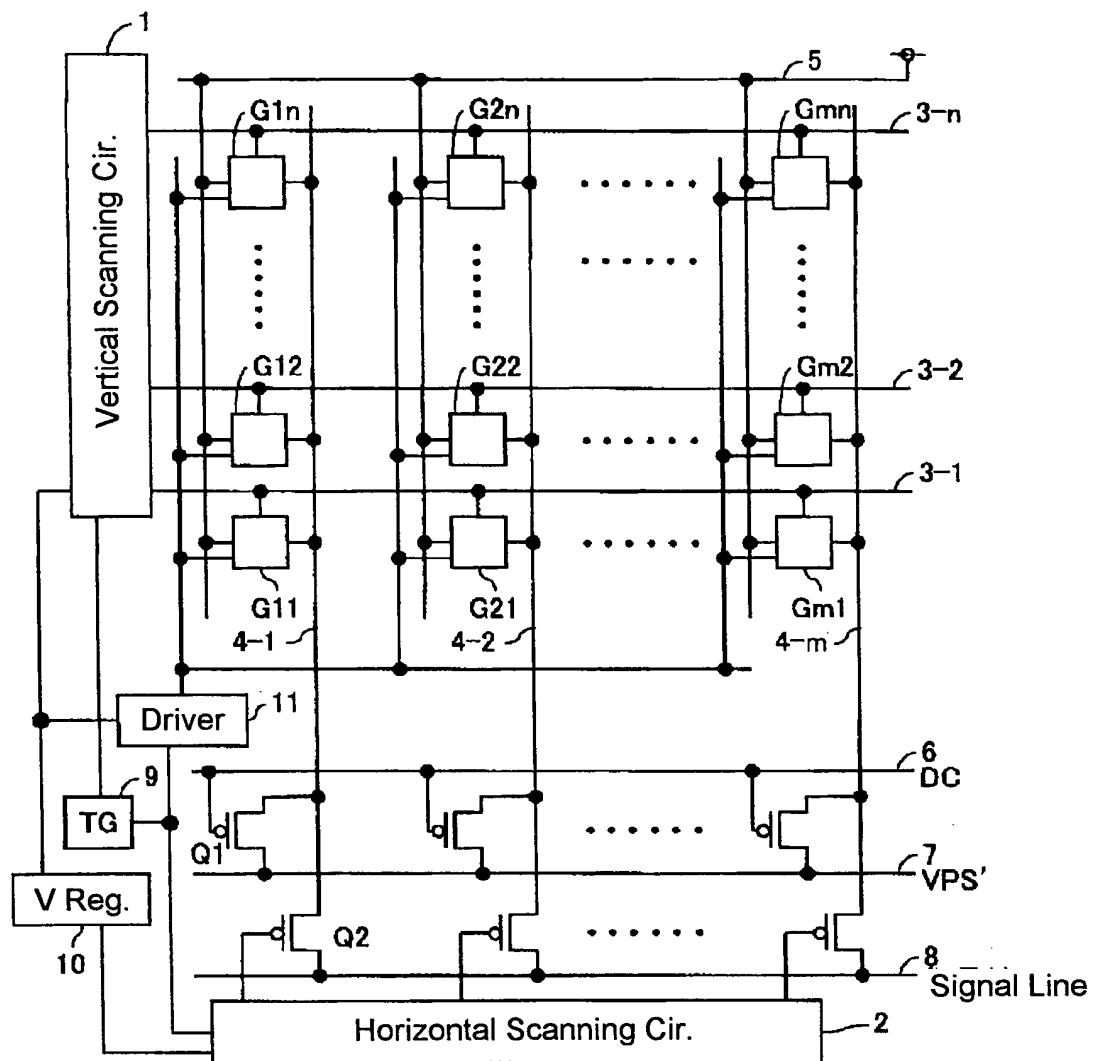 1
5
G1n
G2n
Gmn
3-n
Vertical Scanning Cir.
G12
G22
Gm2
3-2
3-1
G11
G21
Gm1
4-1
4-2
4-m
11
Driver
6
DC
9
TG
Q1
7
VPS'
V Reg.
10
Q2
8
Signal Line
Horizontal Scanning Cir.
2